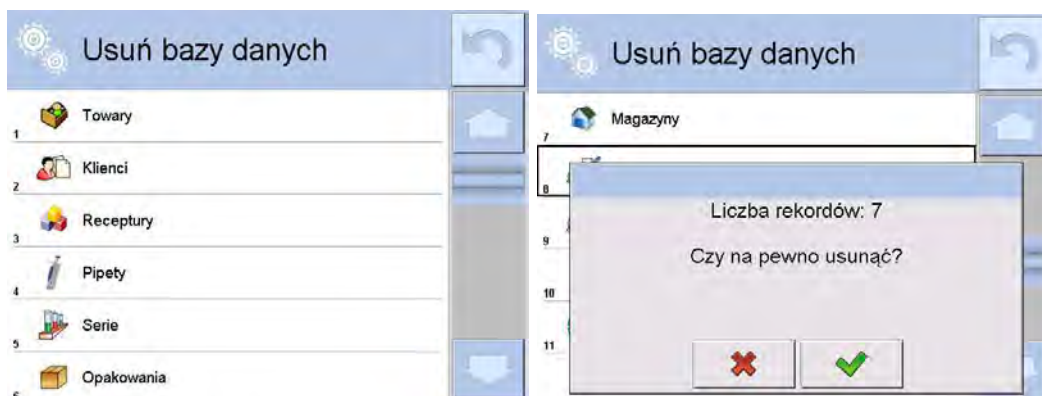 Usuń bazy danych
Towary
1
Klienci
2
Receptury
3
Pipety
4
Serie
5
Opakowania
Usuń bazy danych
Magazyny
7
8
Liczba rekordów: 7
9
Czy na pewno usunąć?
10
11